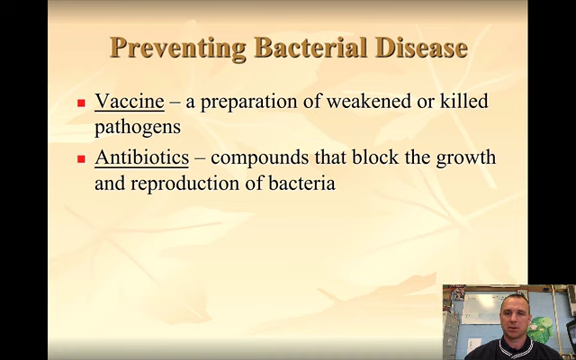 Preventing Bacterial Disease
Vaccine – a preparation of weakened or killed
pathogens
Antibiotics – compounds that block the growth
and reproduction of bacteria